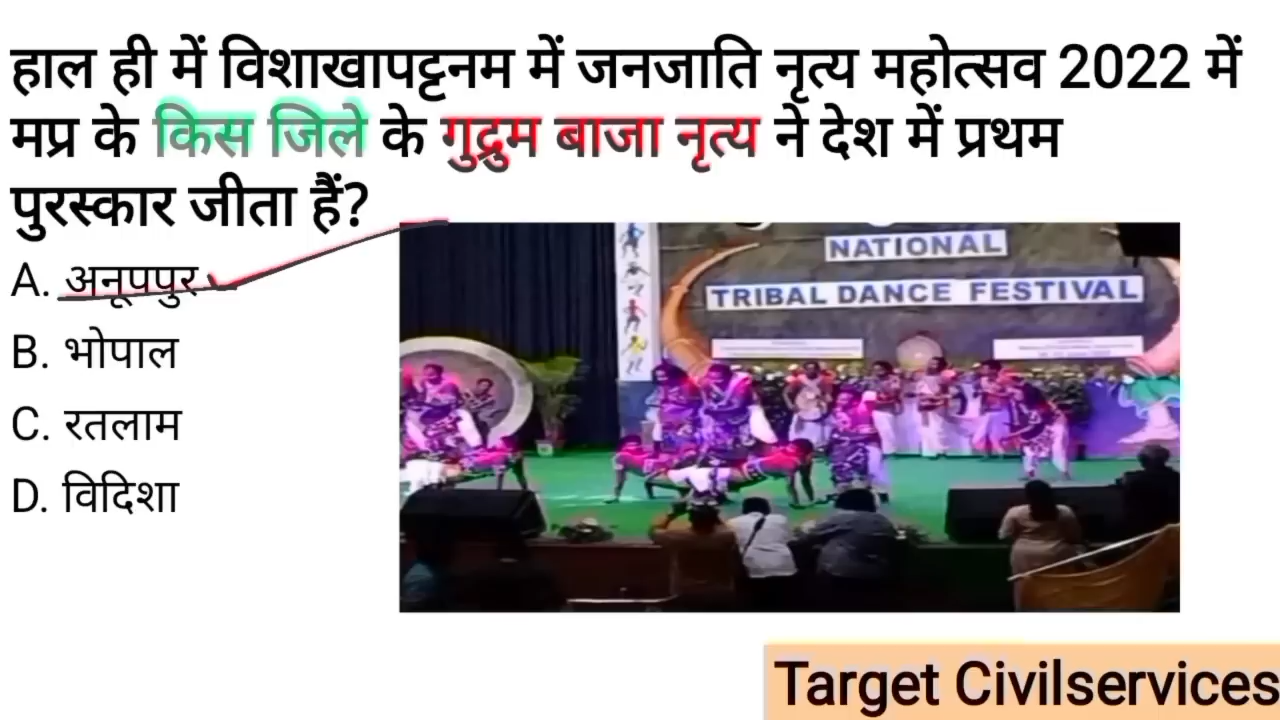 हाल ही में विशाखापट्टनम में जनजाति नृत्य महोत्सव 2022 में
मप्र के किस जिले के गुद्रुम बाजा नृत्य ने देश में प्रथम
पुरस्कार जीता हैं?
A. अनूपपुर
B. भोपाल
C. रतलाम
D. विदिशा
NATIONAL
TRIBAL DANCE FESTIVAL
Target Civilservices